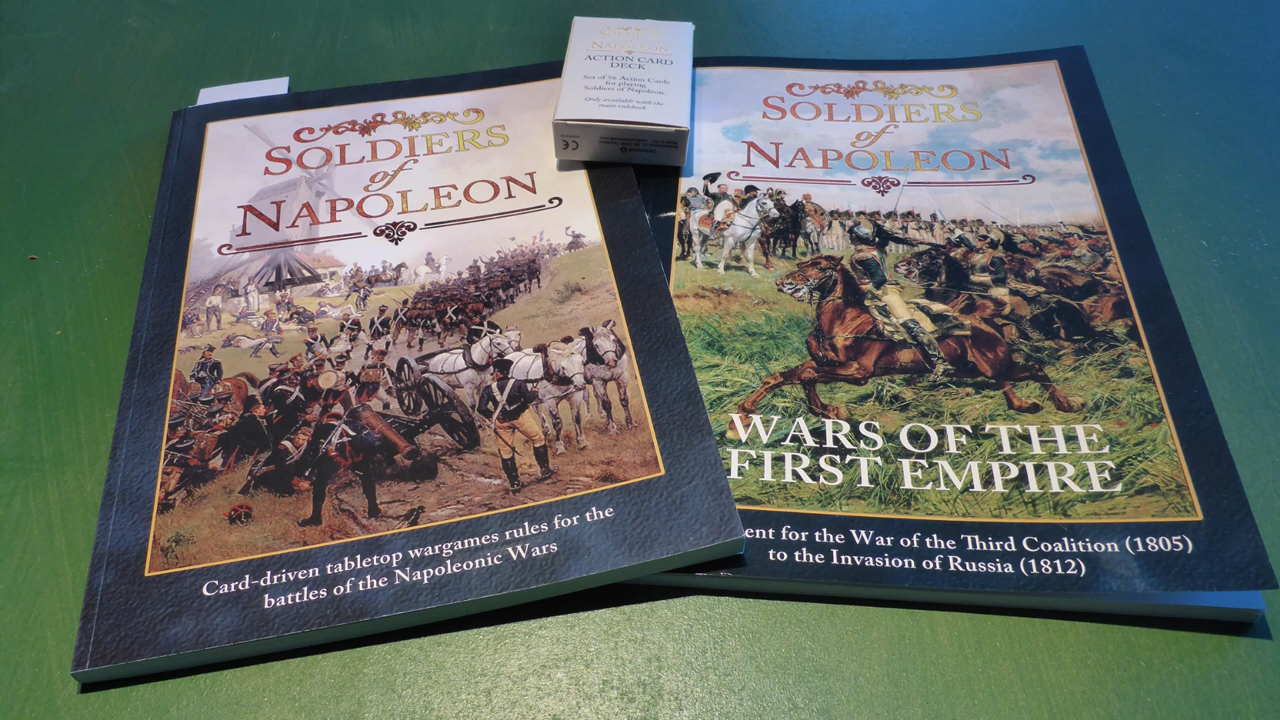 SOLDIERS
of
NAPOLEON
Card-driven tabletop wargames rules for the
battles of the Napoleonic Wars
SOLDIERS
of
NAPOLEON
ACTION CARD
DECK
Set of 56 Action Cards
for playing
Soldiers of Napoleon.
Only available with the
main rulebook.
CE
SOLDIERS
of
NAPOLEON
WARS OF THE
FIRST EMPIRE
ent for the War of the Third Coalition (1805)
to the Invasion of Russia (1812)